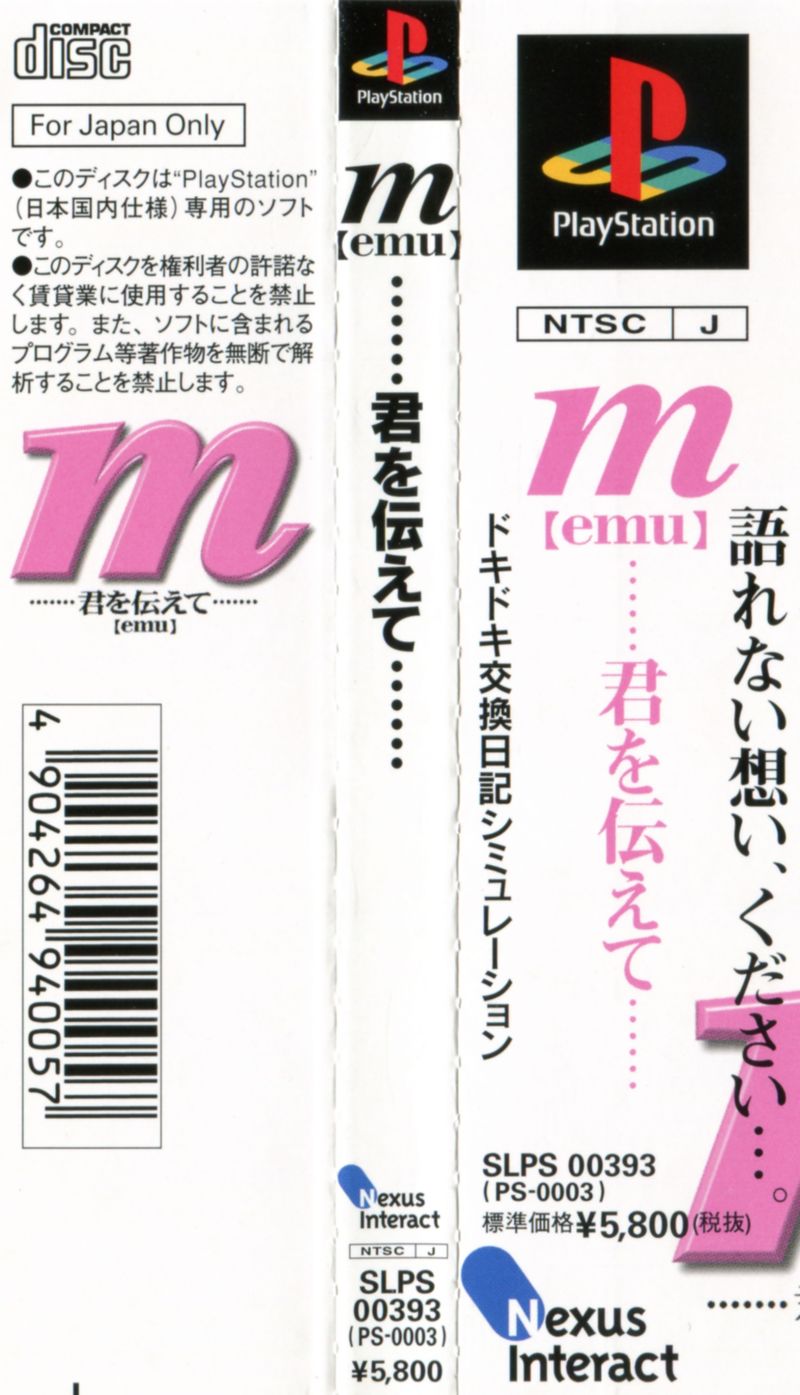 COMPACT
disc
For Japan Only
●このディスクは“PlayStation”
（日本国内仕様）専用のソフト
です。
●このディスクを権利者の許諾な
く賃貸業に使用することを禁止
します。また、ソフトに含まれる
プログラム等著作物を無断で解
析することを禁止します。
m
……君を伝えて……
【emu】
4 904264 940057
PlayStation
m
【emu】
……君を伝えて……
Nexus
Interact
NTSC J
SLPS
00393
(PS-0003)
¥5,800
PlayStation
NTSC J
m
【emu】
……君を伝えて……
ドキドキ交換日記シミュレーション
語れない想い、ください…。
SLPS 00393
(PS-0003)
標準価格¥5,800(税抜)
Nexus
Interact